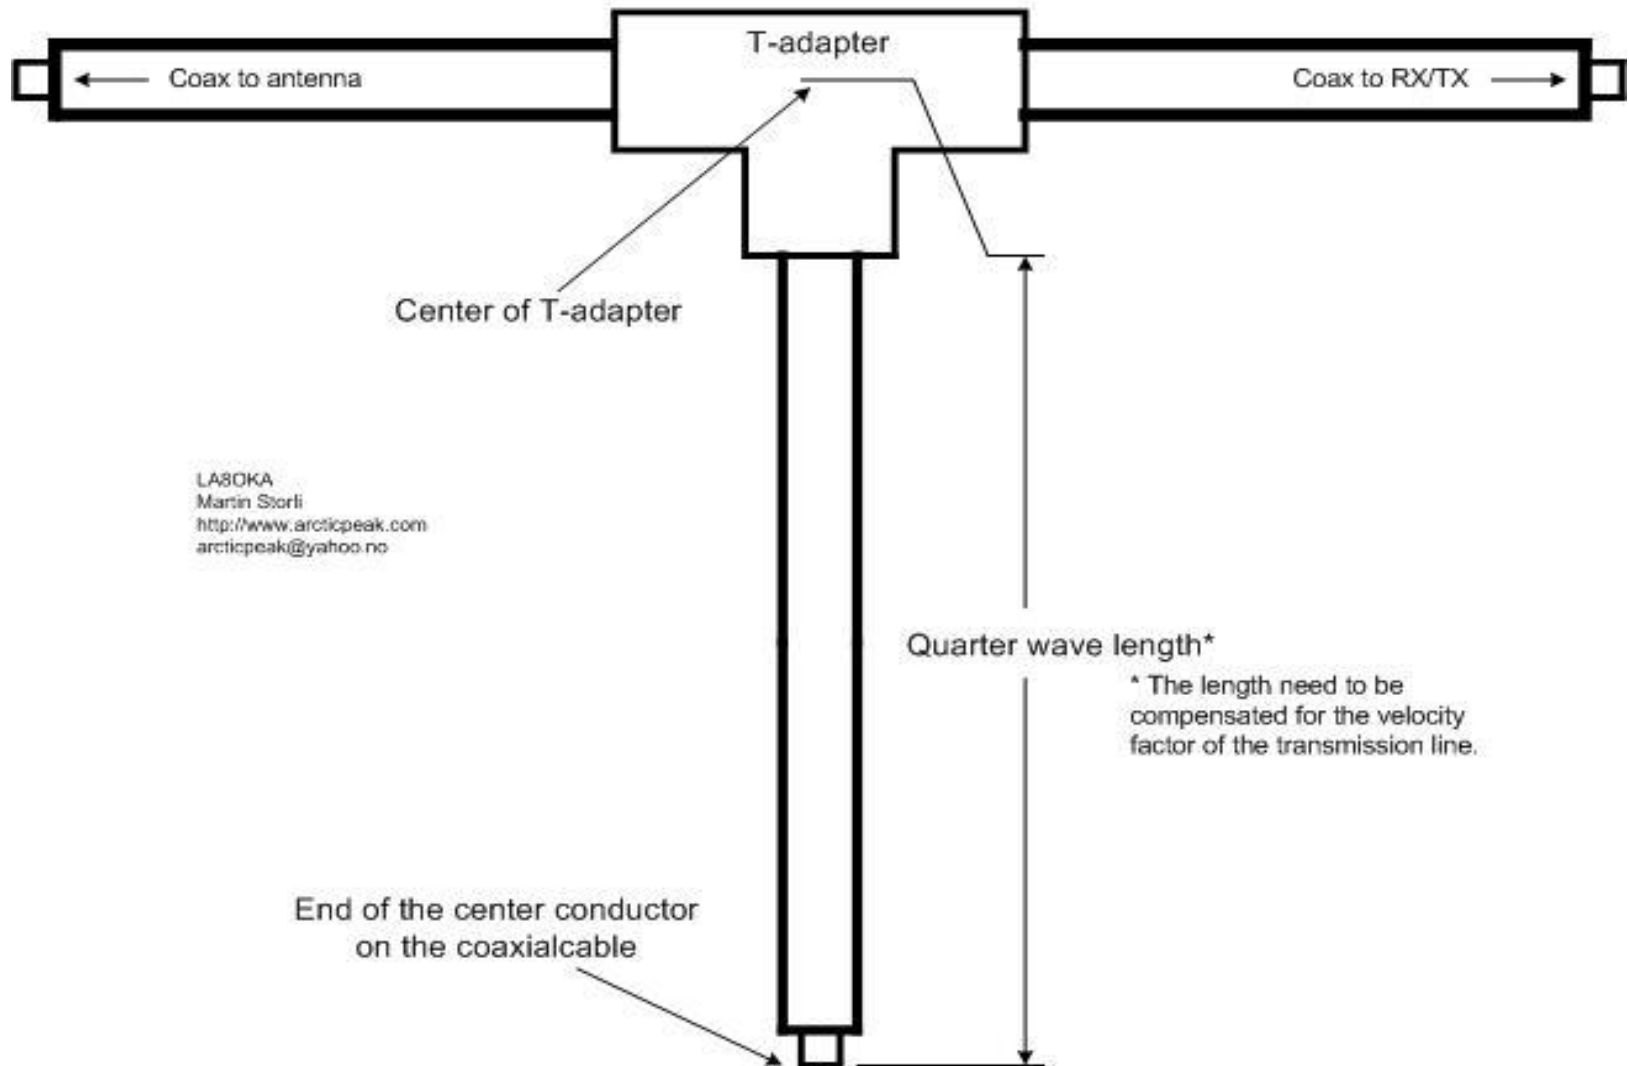 T-adapter
Coax to antenna
Coax to RX/TX
Center of T-adapter
LA8OKA
Martin Storli
http://www.arcticpeak.com
arcticpeak@yahoo.no
Quarter wave length*
* The length need to be
compensated for the velocity
factor of the transmission line.
End of the center conductor
on the coaxialcable